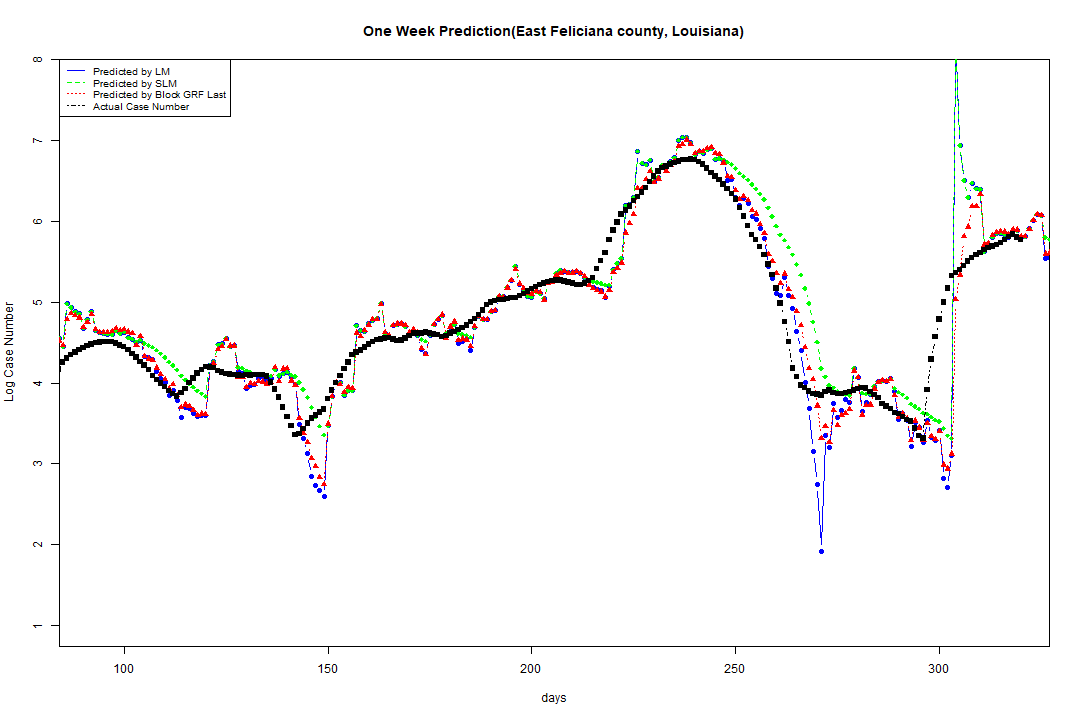 One Week Prediction(East Feliciana county, Louisiana)
Predicted by LM
Predicted by SLM
Predicted by Block GRF Last
Actual Case Number
8
7
6
5
4
3
2
1
Log Case Number
100 150 200 250 300
days